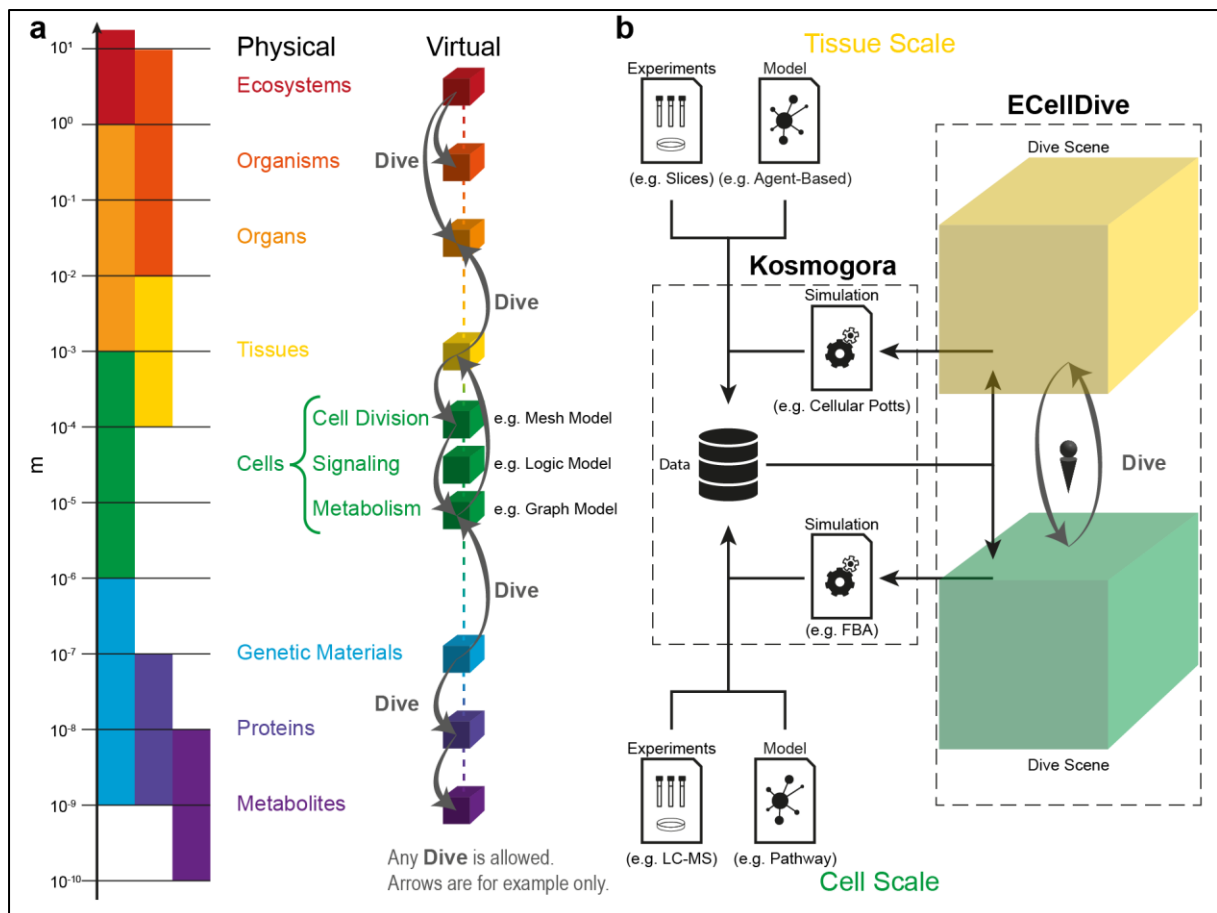 a
Physical
Virtual
10¹
10⁰
10⁻¹
10⁻²
10⁻³
10⁻⁴
10⁻⁵
10⁻⁶
10⁻⁷
10⁻⁸
10⁻⁹
10⁻¹⁰
m
Ecosystems
Organisms
Organs
Tissues
Cells
Cell Division
Signaling
Metabolism
Genetic Materials
Proteins
Metabolites
Dive
Dive
e.g. Mesh Model
e.g. Logic Model
e.g. Graph Model
Dive
Dive
Any Dive is allowed.
Arrows are for example only.
b
Tissue Scale
Experiments
Model
(e.g. Slices)
(e.g. Agent-Based)
ECellDive
Dive Scene
Kosmogora
Simulation
(e.g. Cellular Potts)
Data
Dive
Simulation
(e.g. FBA)
Experiments
Model
(e.g. LC-MS)
(e.g. Pathway)
Dive Scene
Cell Scale